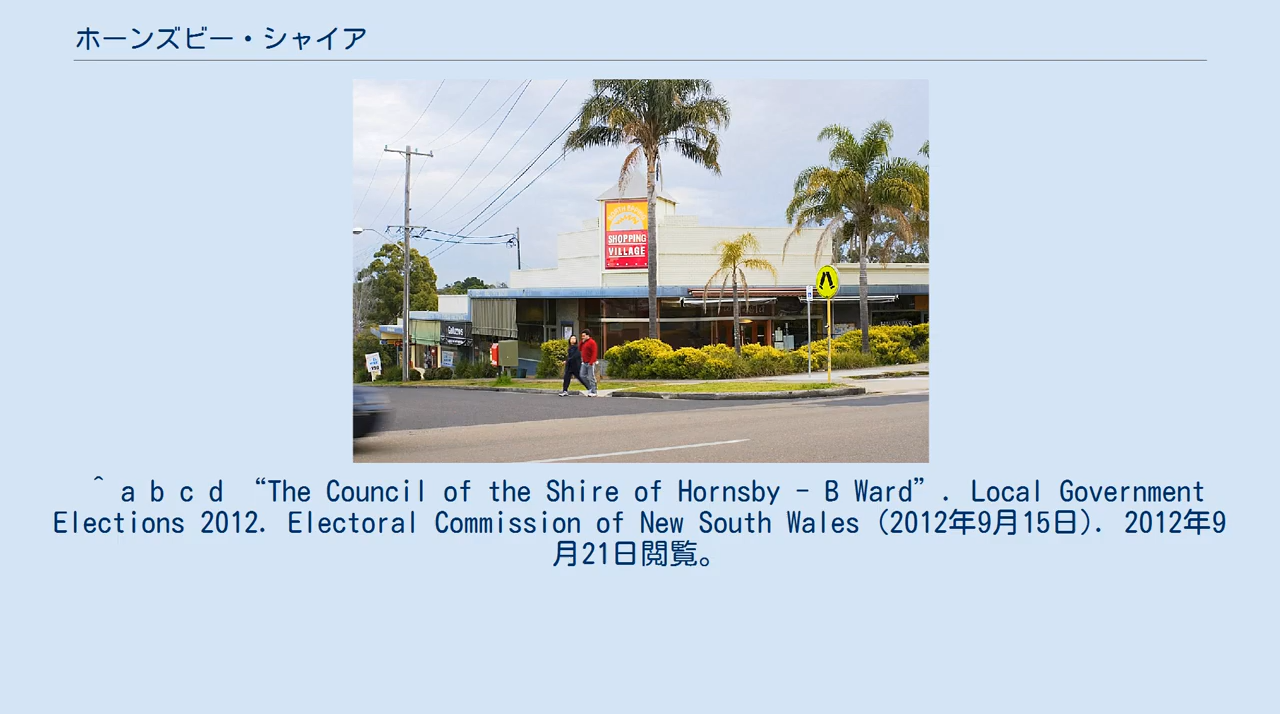 ホーンズビー・シャイア
SHOPPING
VILLAGE
^ a b c d “The Council of the Shire of Hornsby - B Ward”. Local Government
Elections 2012. Electoral Commission of New South Wales (2012年9月15日). 2012年9
月21日閲覧。